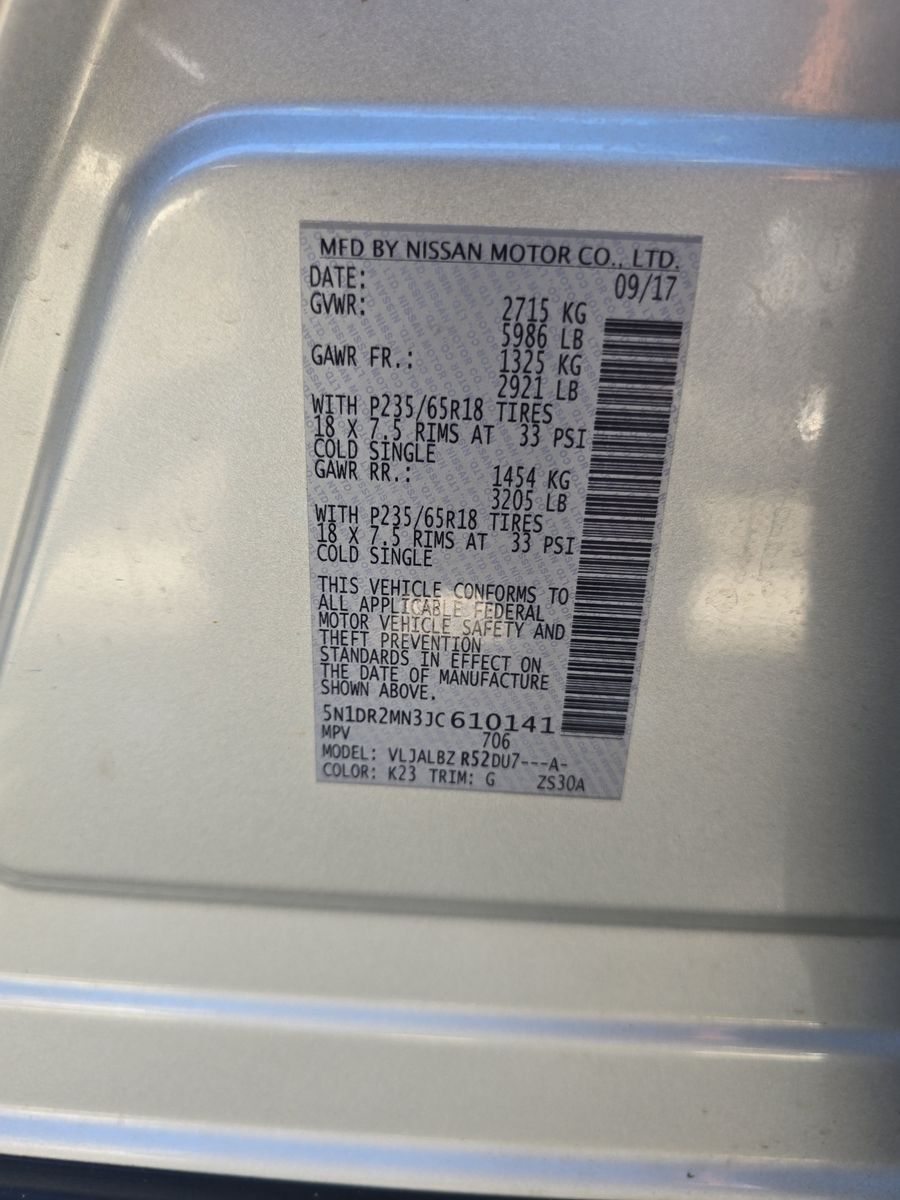 MFD BY NISSAN MOTOR CO., LTD.
DATE: 09/17
GVWR: 2715 KG
5986 LB
GAWR FR.: 1325 KG
2921 LB
WITH P235/65R18 TIRES
18 X 7.5 RIMS AT 33 PSI
COLD SINGLE
GAWR RR.: 1454 KG
3205 LB
WITH P235/65R18 TIRES
18 X 7.5 RIMS AT 33 PSI
COLD SINGLE
THIS VEHICLE CONFORMS TO
ALL APPLICABLE FEDERAL
MOTOR VEHICLE SAFETY AND
THEFT PREVENTION
STANDARDS IN EFFECT ON
THE DATE OF MANUFACTURE
SHOWN ABOVE.
5N1DR2MN3JC610141
MPV 706
MODEL: VLJALBZ R52DU7---A-
COLOR: K23 TRIM: G ZS30A